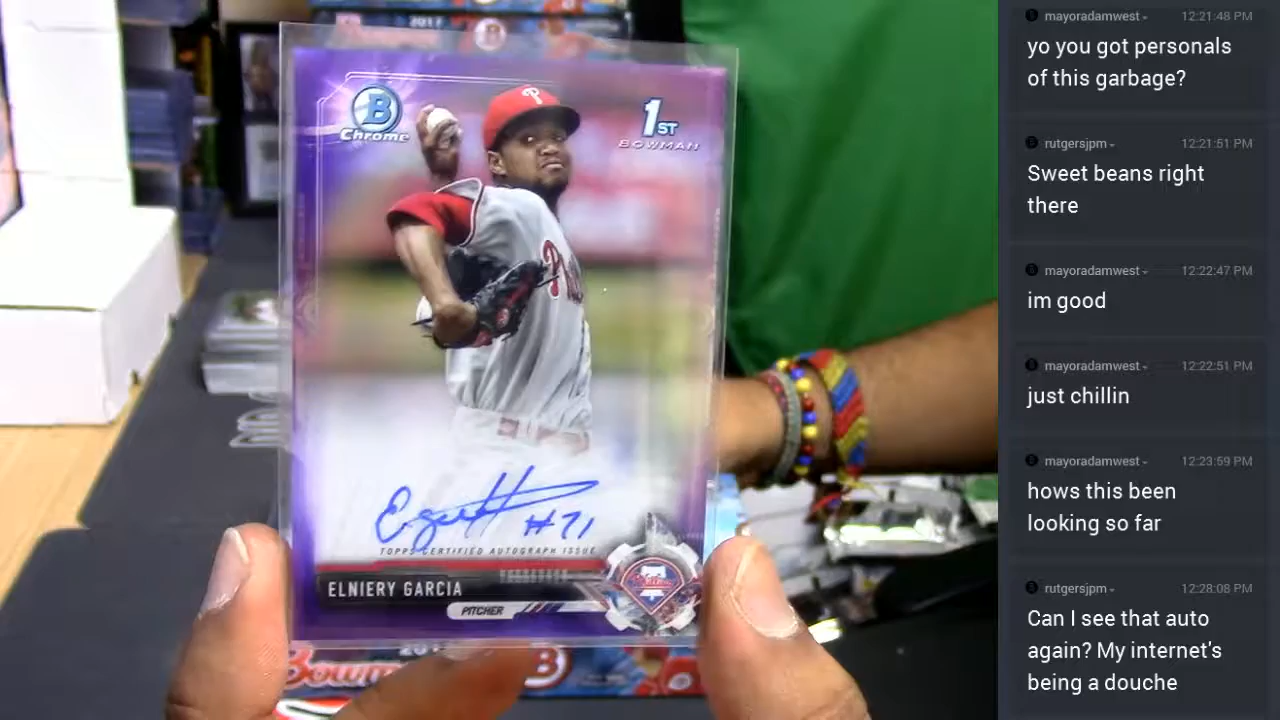 2017
B
Chrome
1ST
BOWMAN
P
Egarcia #71
TOPPS CERTIFIED AUTOGRAPH ISSUE
ELNIERY GARCIA
PITCHER
Phillies
Bowman
B
mayoradamwest 12:21:48 PM
yo you got personals
of this garbage?
rutgersjpm 12:21:51 PM
Sweet beans right
there
mayoradamwest 12:22:47 PM
im good
mayoradamwest 12:22:51 PM
just chillin
mayoradamwest 12:23:59 PM
hows this been
looking so far
rutgersjpm 12:28:08 PM
Can I see that auto
again? My internet's
being a douche